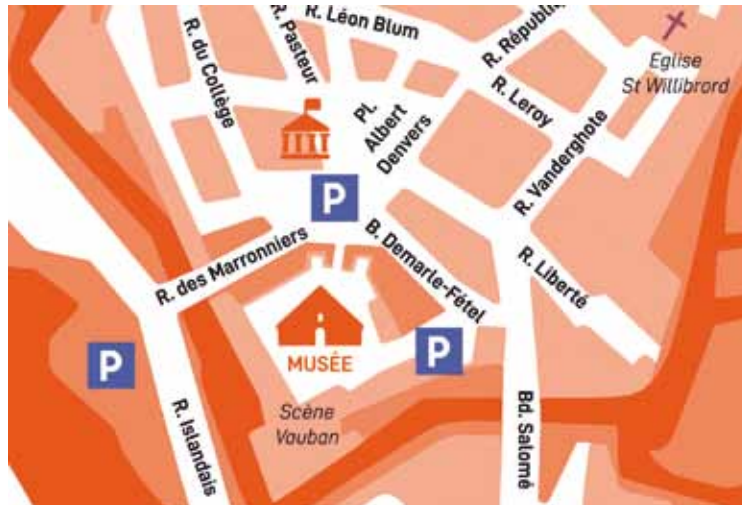 R. Léon Blum
R. Pasteur
R. du Collège
R. Républi
Eglise
St Willibrord
R. Leroy
Pl.
Albert
Denvers
R. Vanderghote
P
B. Demarle-Fétel
R. Liberté
R. des Marronniers
MUSÉE
P
P
Scène
Vauban
R. Islandais
Bd. Salomé